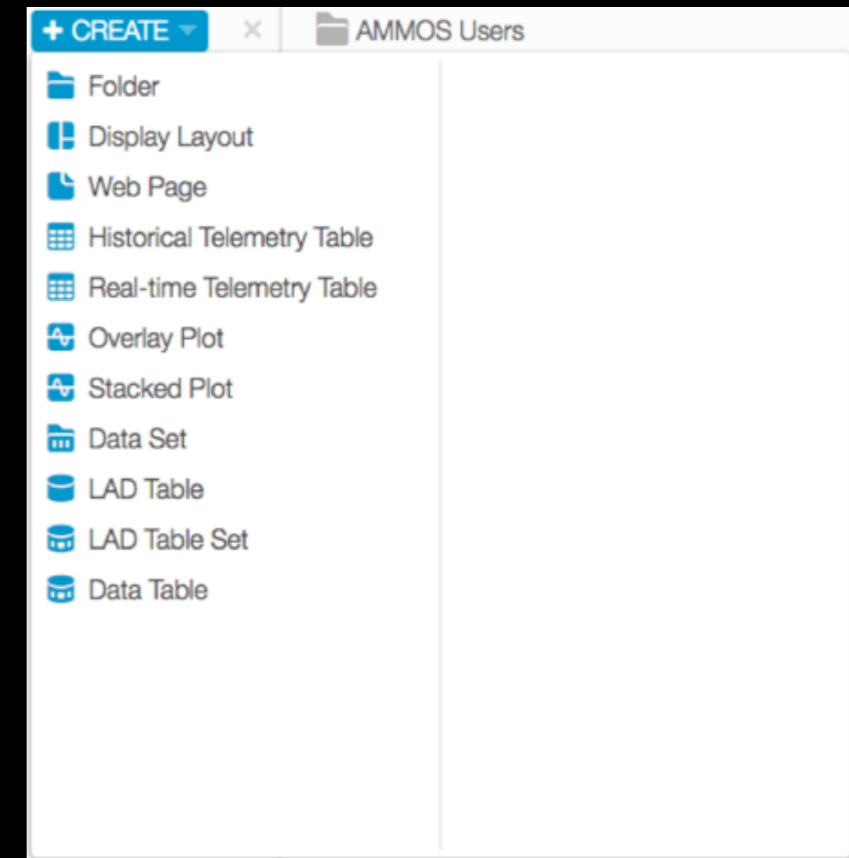 + CREATE
AMMOS Users
Folder
Display Layout
Web Page
Historical Telemetry Table
Real-time Telemetry Table
Overlay Plot
Stacked Plot
Data Set
LAD Table
LAD Table Set
Data Table